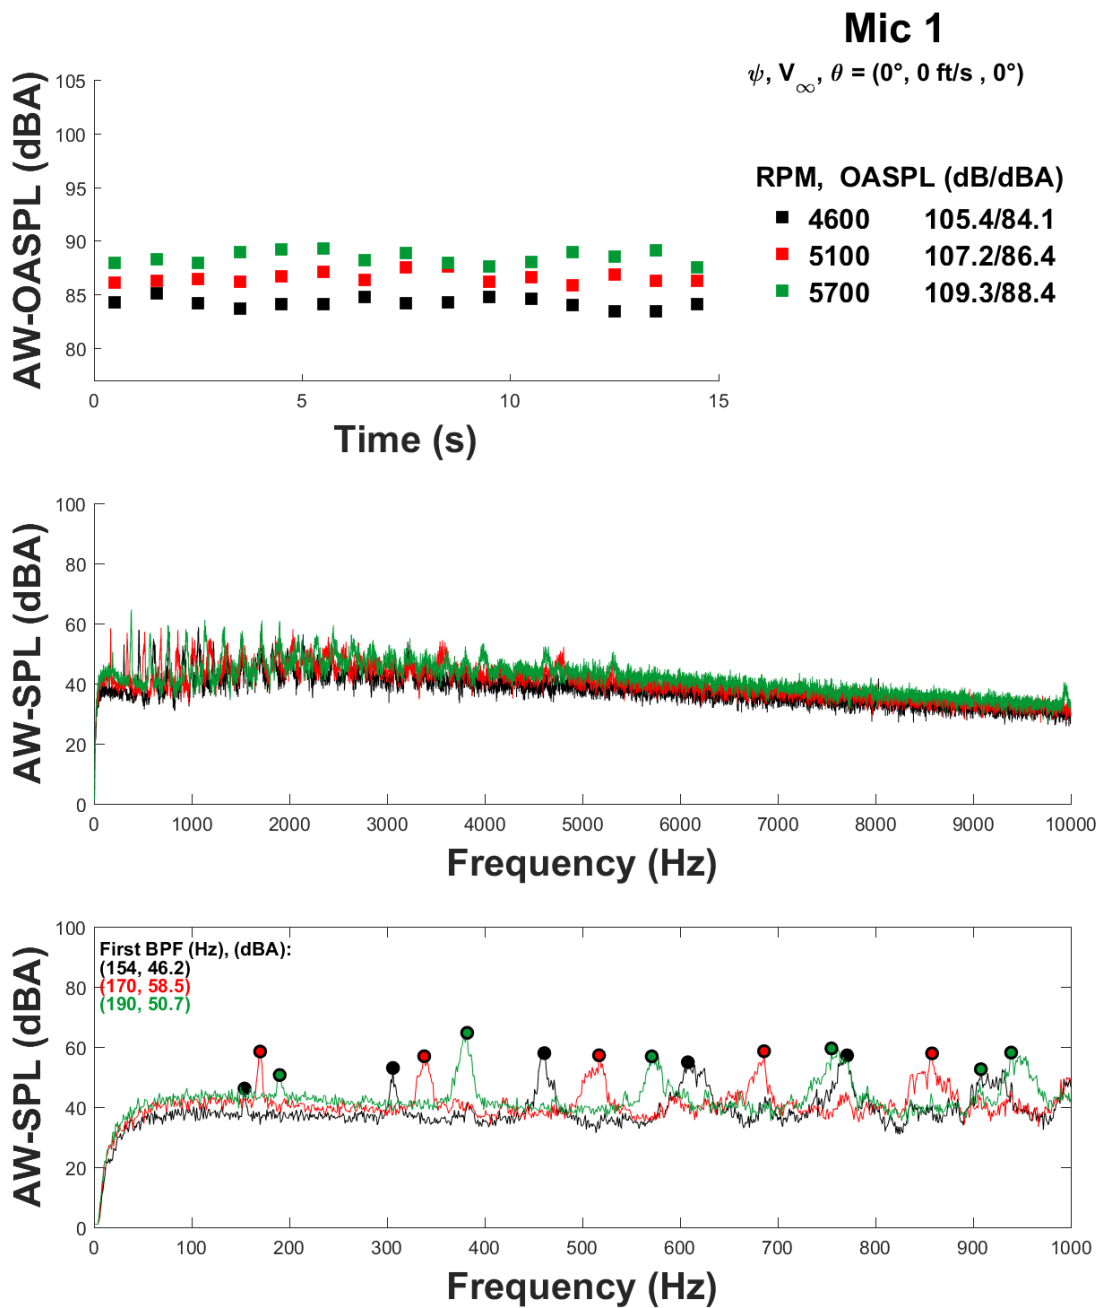 Mic 1
ψ, V∞, θ = (0°, 0 ft/s , 0°)
RPM, OASPL (dB/dBA)
4600 105.4/84.1
5100 107.2/86.4
5700 109.3/88.4
AW-OASPL (dBA)
105
100
95
90
85
80
0 5 10 15
Time (s)
AW-SPL (dBA)
100
80
60
40
20
0
0 1000 2000 3000 4000 5000 6000 7000 8000 9000 10000
Frequency (Hz)
AW-SPL (dBA)
100
80
60
40
20
0
First BPF (Hz), (dBA):
(154, 46.2)
(170, 58.5)
(190, 50.7)
0 100 200 300 400 500 600 700 800 900 1000
Frequency (Hz)